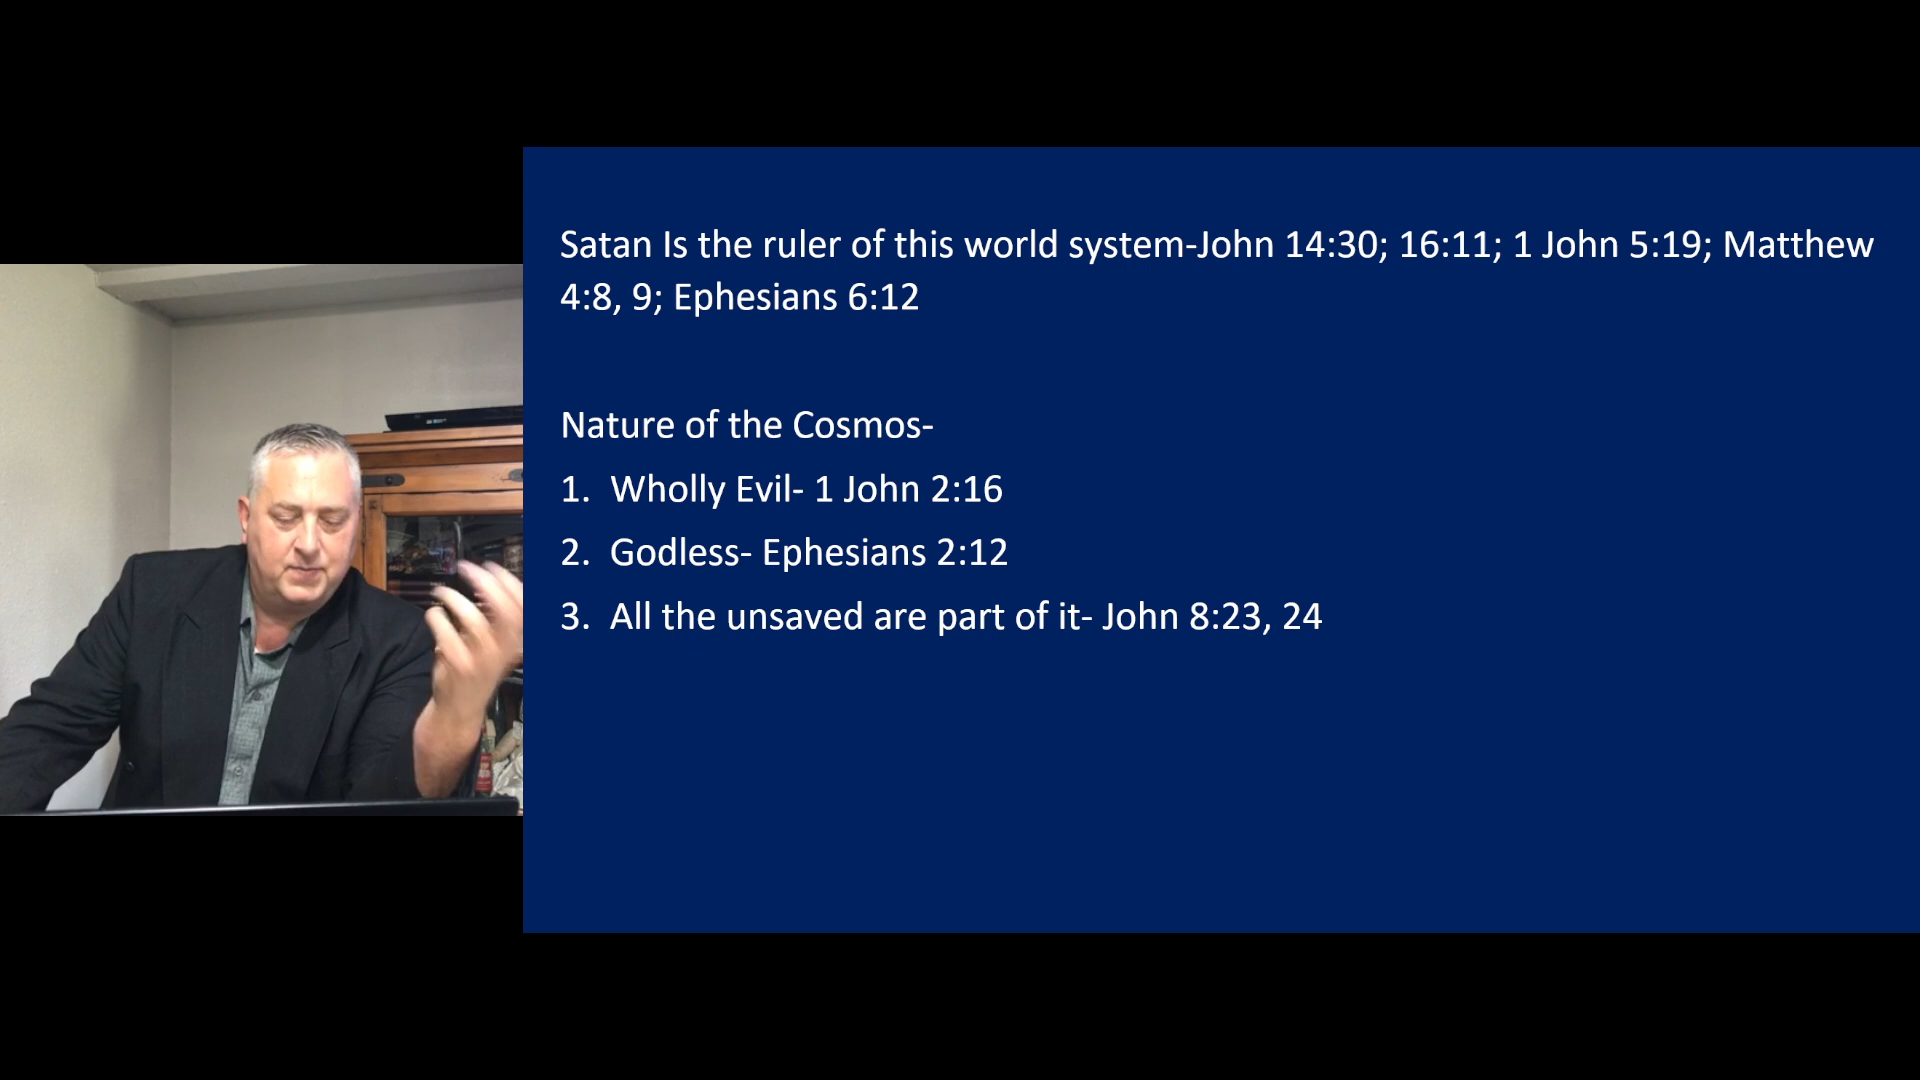 Satan Is the ruler of this world system-John 14:30; 16:11; 1 John 5:19; Matthew
4:8, 9; Ephesians 6:12
Nature of the Cosmos-
1. Wholly Evil- 1 John 2:16
2. Godless- Ephesians 2:12
3. All the unsaved are part of it- John 8:23, 24